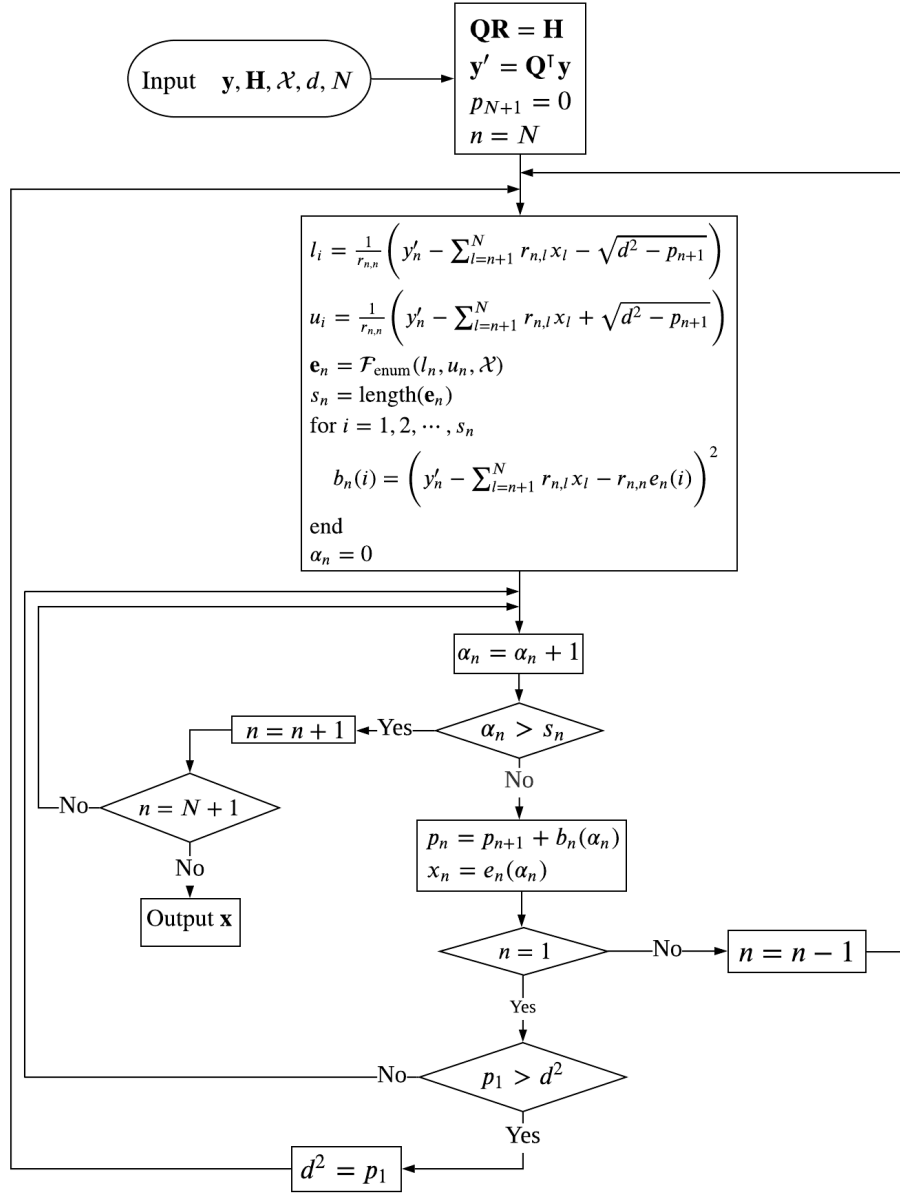 Input y, H, 𝒳, d, N
QR = H
y′ = Qᵀy
p_{N+1} = 0
n = N
l_i = \frac{1}{r_{n,n}} ( y′_n − ∑_{l=n+1}^{N} r_{n,l} x_l − √(d² − p_{n+1}) )
u_i = \frac{1}{r_{n,n}} ( y′_n − ∑_{l=n+1}^{N} r_{n,l} x_l + √(d² − p_{n+1}) )
e_n = ℱ_enum(l_n, u_n, 𝒳)
s_n = length(e_n)
for i = 1, 2, ⋯ , s_n
b_n(i) = ( y′_n − ∑_{l=n+1}^{N} r_{n,l} x_l − r_{n,n} e_n(i) )²
end
α_n = 0
α_n = α_n + 1
n = n + 1
Yes
α_n > s_n
No
No
n = N + 1
p_n = p_{n+1} + b_n(α_n)
x_n = e_n(α_n)
No
Output x
n = 1
No
n = n − 1
Yes
No
p_1 > d²
Yes
d² = p_1